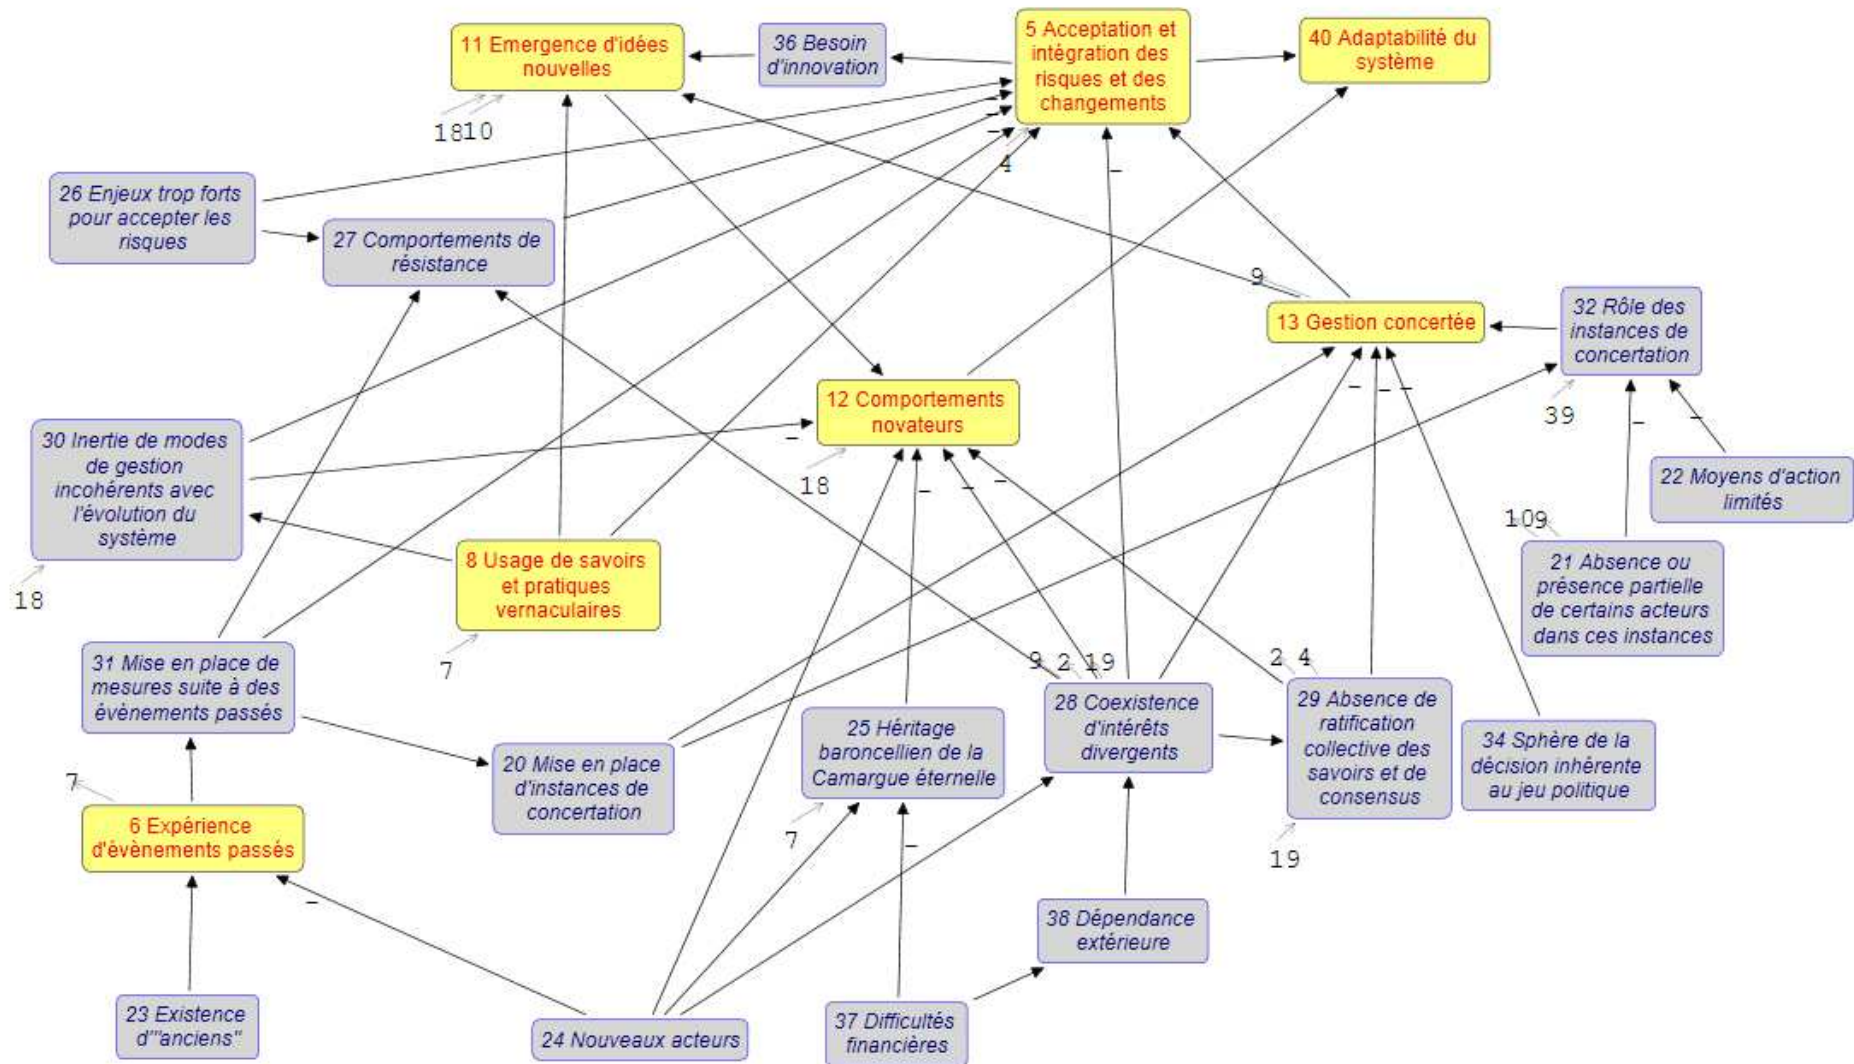 11 Emergence d'idées
nouvelles
36 Besoin
d'innovation
5 Acceptation et
intégration des
risques et des
changements
40 Adaptabilité du
système
1810
4
–
–
–
26 Enjeux trop forts
pour accepter les
risques
27 Comportements de
résistance
9
13 Gestion concertée
32 Rôle des
instances de
concertation
39
12 Comportements
novateurs
–
18
–
–
–
–
–
–
–
–
30 Inertie de modes
de gestion
incohérents avec
l'évolution du
système
18
8 Usage de savoirs
et pratiques
vernaculaires
7
22 Moyens d'action
limités
109
21 Absence ou
présence partielle
de certains acteurs
dans ces instances
31 Mise en place de
mesures suite à des
évènements passés
20 Mise en place
d'instances de
concertation
25 Héritage
baroncellien de la
Camargue éternelle
7
9 2 19
28 Coexistence
d'intérêts
divergents
2 4
29 Absence de
ratification
collective des
savoirs et de
consensus
19
34 Sphère de la
décision inhérente
au jeu politique
7
6 Expérience
d'évènements passés
–
–
38 Dépendance
extérieure
23 Existence
d'"anciens"
24 Nouveaux acteurs
37 Difficultés
financières